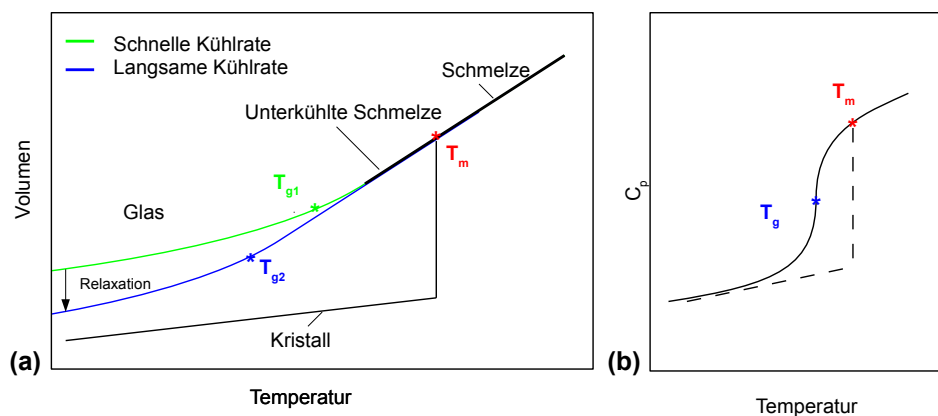 Schnelle Kühlrate
Langsame Kühlrate
Schmelze
Unterkühlte Schmelze
Tm
Tg1
Glas
Tg2
Relaxation
Kristall
Volumen
Temperatur
(a)
Tm
Tg
Cp
Temperatur
(b)